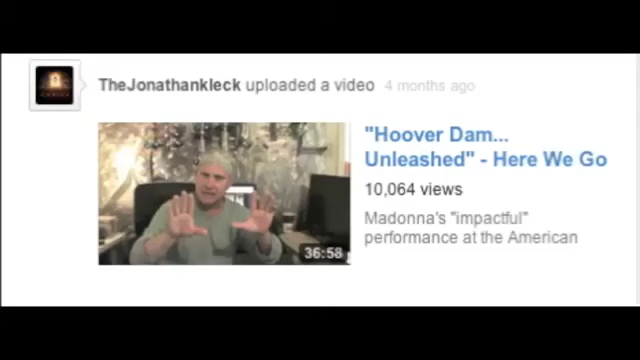 TheJonathankleck uploaded a video 4 months ago
"Hoover Dam...
Unleashed" - Here We Go
10,064 views
Madonna's "impactful"
performance at the American
36:58